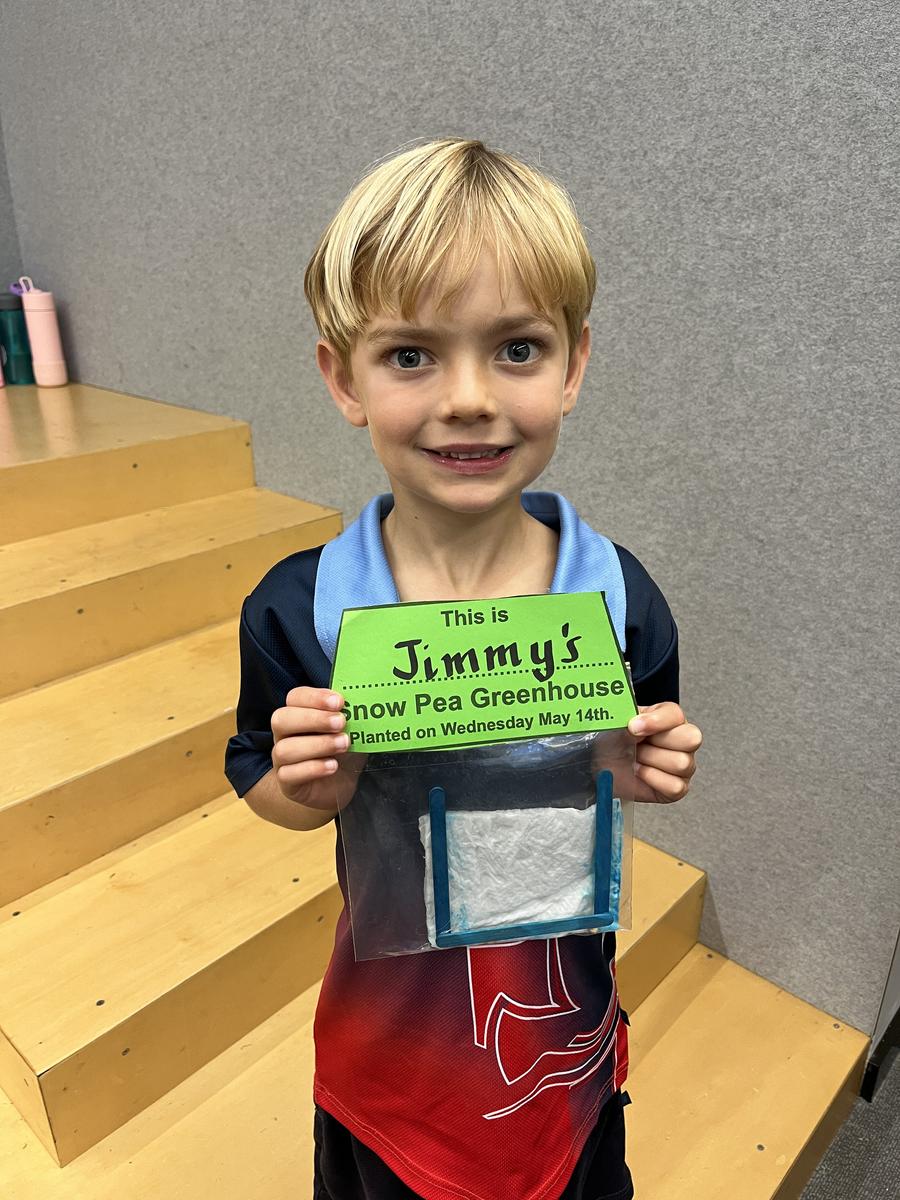 This is
Jimmy's
Snow Pea Greenhouse
Planted on Wednesday May 14th.